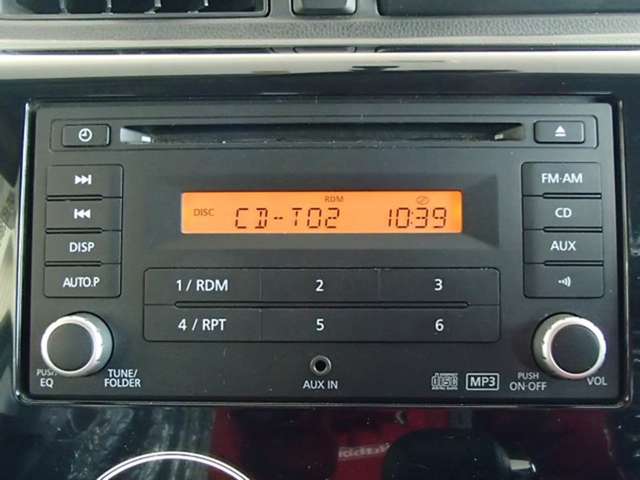 FM·AM
RDM
DISC CD-T02 10:39
CD
DISP
AUX
AUTO.P
1 / RDM 2 3
4 / RPT 5 6
PUSH EQ
TUNE/ FOLDER
AUX IN
MP3
PUSH ON·OFF
VOL